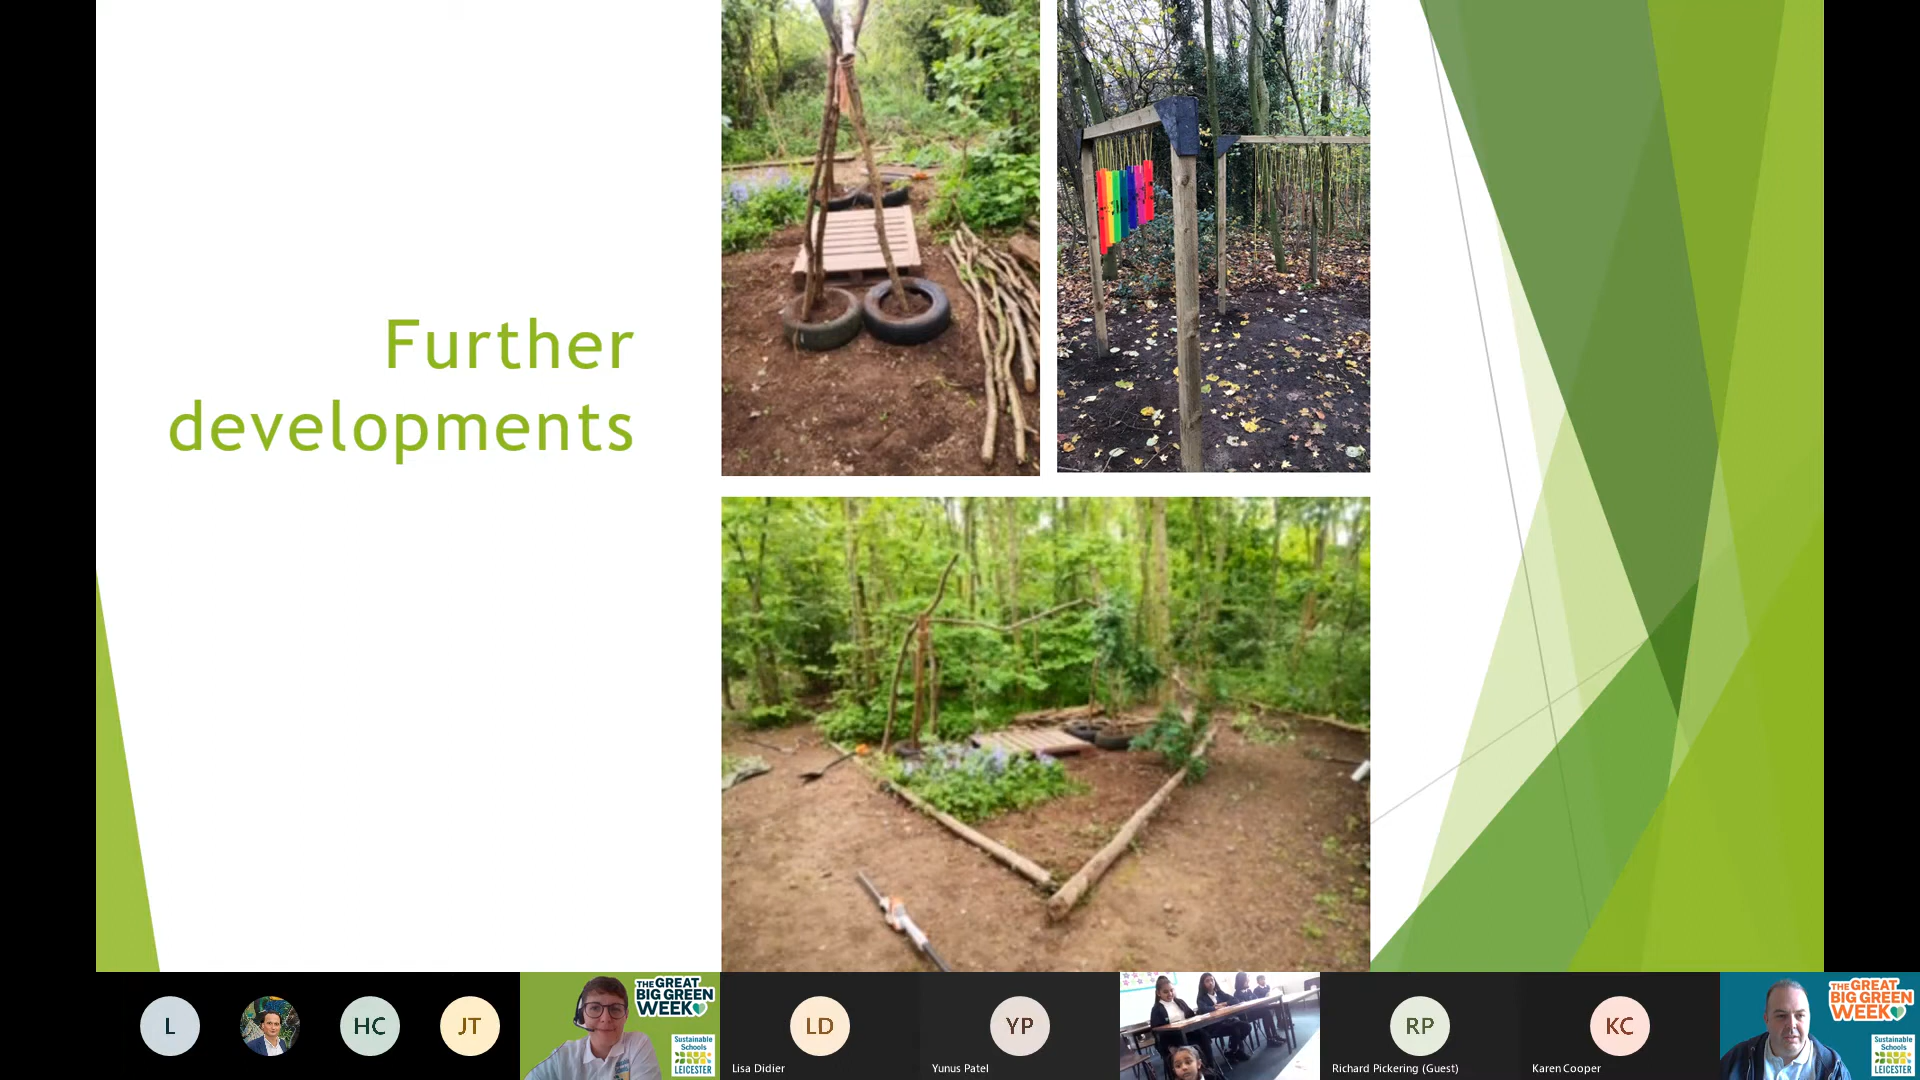 Further
developments
L
HC
JT
THE GREAT
BIG GREEN
WEEK
Sustainable
Schools
LEICESTER
LD
Lisa Didier
YP
Yunus Patel
RP
Richard Pickering (Guest)
KC
Karen Cooper
THE GREAT
BIG GREEN
WEEK
Sustainable
Schools
LEICESTER